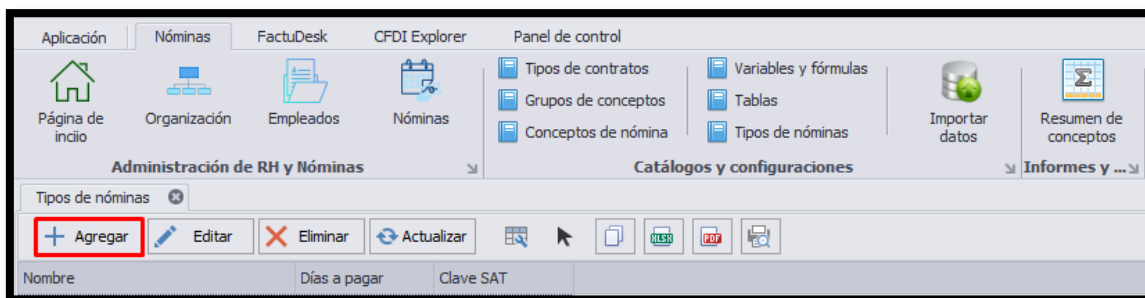 Aplicación Nóminas FactuDesk CFDI Explorer Panel de control
Página de inciio
Organización
Empleados
Nóminas
Tipos de contratos
Grupos de conceptos
Conceptos de nómina
Variables y fórmulas
Tablas
Tipos de nóminas
Importar datos
Resumen de conceptos
Administración de RH y Nóminas Catálogos y configuraciones Informes y ...
Tipos de nóminas
Agregar Editar Eliminar Actualizar XLSX PDF
Nombre Días a pagar Clave SAT